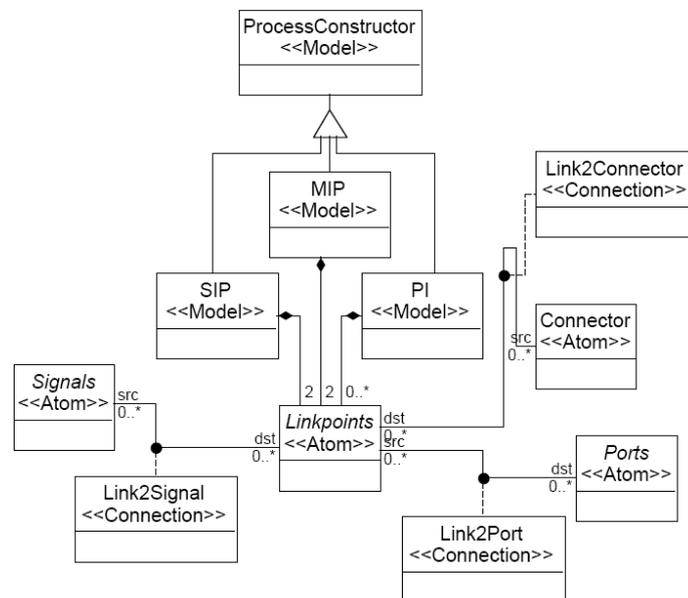 ProcessConstructor
<<Model>>
MIP
<<Model>>
Link2Connector
<<Connection>>
SIP
<<Model>>
PI
<<Model>>
Connector
<<Atom>>
src
0..*
Signals
<<Atom>>
src
0..*
2
2
0..*
Linkpoints
<<Atom>>
dst
0..*
dst
0..*
src
0..*
Ports
<<Atom>>
dst
0..*
Link2Signal
<<Connection>>
Link2Port
<<Connection>>